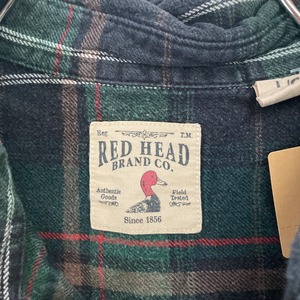 Reg. T.M.
RED HEAD
BRAND CO.
Authentic Field
Goods Tested
Since 1856